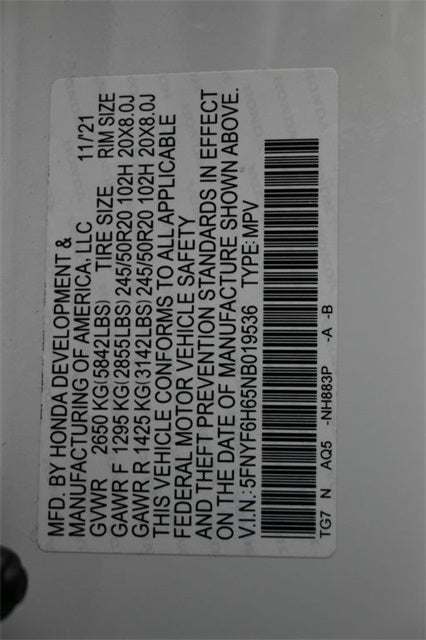 MFD. BY HONDA DEVELOPMENT &
MANUFACTURING OF AMERICA, LLC 11/'21
GVWR 2650 KG(5842LBS) TIRE SIZE RIM SIZE
GAWR F 1295 KG(2855LBS) 245/50R20 102H 20X8.0J
GAWR R 1425 KG(3142LBS) 245/50R20 102H 20X8.0J
THIS VEHICLE CONFORMS TO ALL APPLICABLE
FEDERAL MOTOR VEHICLE SAFETY
AND THEFT PREVENTION STANDARDS IN EFFECT
ON THE DATE OF MANUFACTURE SHOWN ABOVE.
V.I.N.: 5FNYF6H65NB019536 TYPE: MPV
TG7 N AQ5 -NH883P -A -B